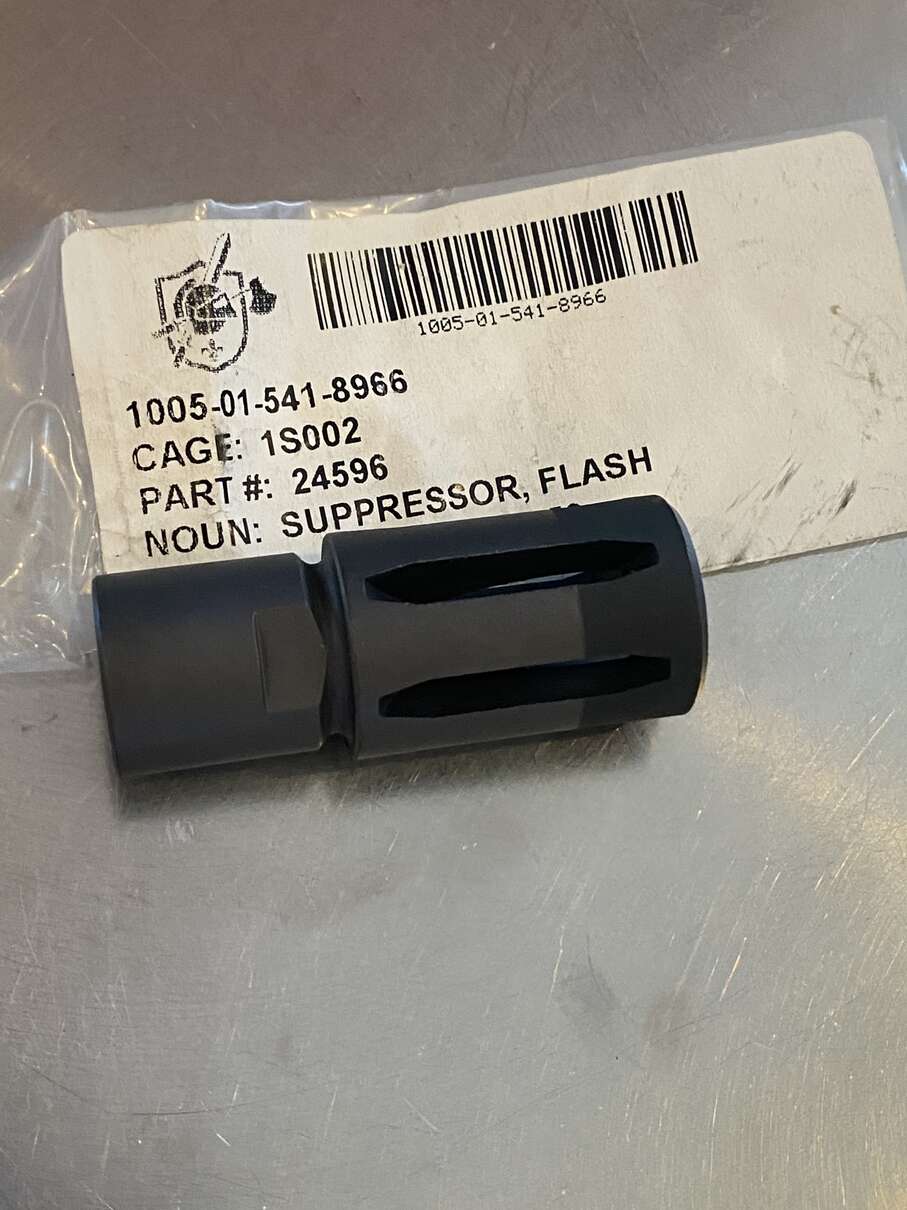 1005-01-541-8966
1005-01-541-8966
CAGE: 1S002
PART #: 24596
NOUN: SUPPRESSOR, FLASH